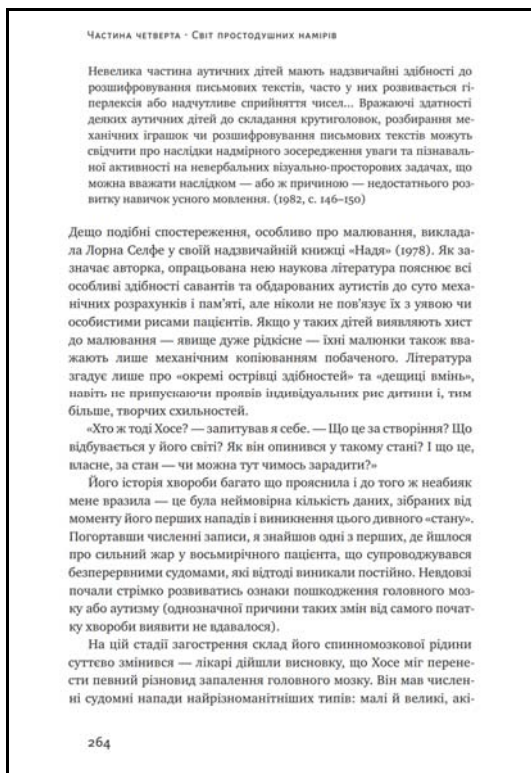 Частина четверта · Світ простодушних намірів
Невелика частина аутичних дітей мають надзвичайні здібності до
розшифровування письмових текстів, часто у них розвивається гі-
перлексія або надчутливе сприйняття чисел... Вражаючі здатності
деяких аутичних дітей до складання крутиголовок, розбирання ме-
ханічних іграшок чи розшифровування письмових текстів можуть
свідчити про наслідки надмірного зосередження уваги та пізнаваль-
ної активності на невербальних візуально-просторових задачах, що
можна вважати наслідком — або ж причиною — недостатнього роз-
витку навичок усного мовлення. (1982, с. 146–150)
Дещо подібні спостереження, особливо про малювання, виклада-
ла Лорна Селфе у своїй надзвичайній книжці «Надя» (1978). Як за-
значає авторка, опрацьована нею наукова література пояснює всі
особливі здібності савантів та обдарованих аутистів до суто меха-
нічних розрахунків і пам'яті, але ніколи не пов'язує їх з уявою чи
особистими рисами пацієнтів. Якщо у таких дітей виявляють хист
до малювання — явище дуже рідкісне — їхні малюнки також вва-
жають лише механічним копіюванням побаченого. Література
згадує лише про «окремі острівці здібностей» та «дещиці вмінь»,
навіть не припускаючи проявів індивідуальних рис дитини і, тим
більше, творчих схильностей.
«Хто ж тоді Хосе? — запитував я себе. — Що це за створіння? Що
відбувається у його світі? Як він опинився у такому стані? І що це,
власне, за стан — чи можна тут чимось зарадити?»
Його історія хвороби багато що прояснила і до того ж неабияк
мене вразила — це була неймовірна кількість даних, зібраних від
моменту його перших нападів і виникнення цього дивного «стану».
Погортавши численні записи, я знайшов одні з перших, де йшлося
про сильний жар у восьмирічного пацієнта, що супроводжувався
безперервними судомами, які відтоді виникали постійно. Невдовзі
почали стрімко розвиватись ознаки пошкодження головного моз-
ку або аутизму (однозначної причини таких змін від самого почат-
ку хвороби виявити не вдавалося).
На цій стадії загострення склад його спинномозкової рідини
суттєво змінився — лікарі дійшли висновку, що Хосе міг перене-
сти певний різновид запалення головного мозку. Він мав числен-
ні судомні напади найрізноманітніших типів: малі й великі, акі-
264